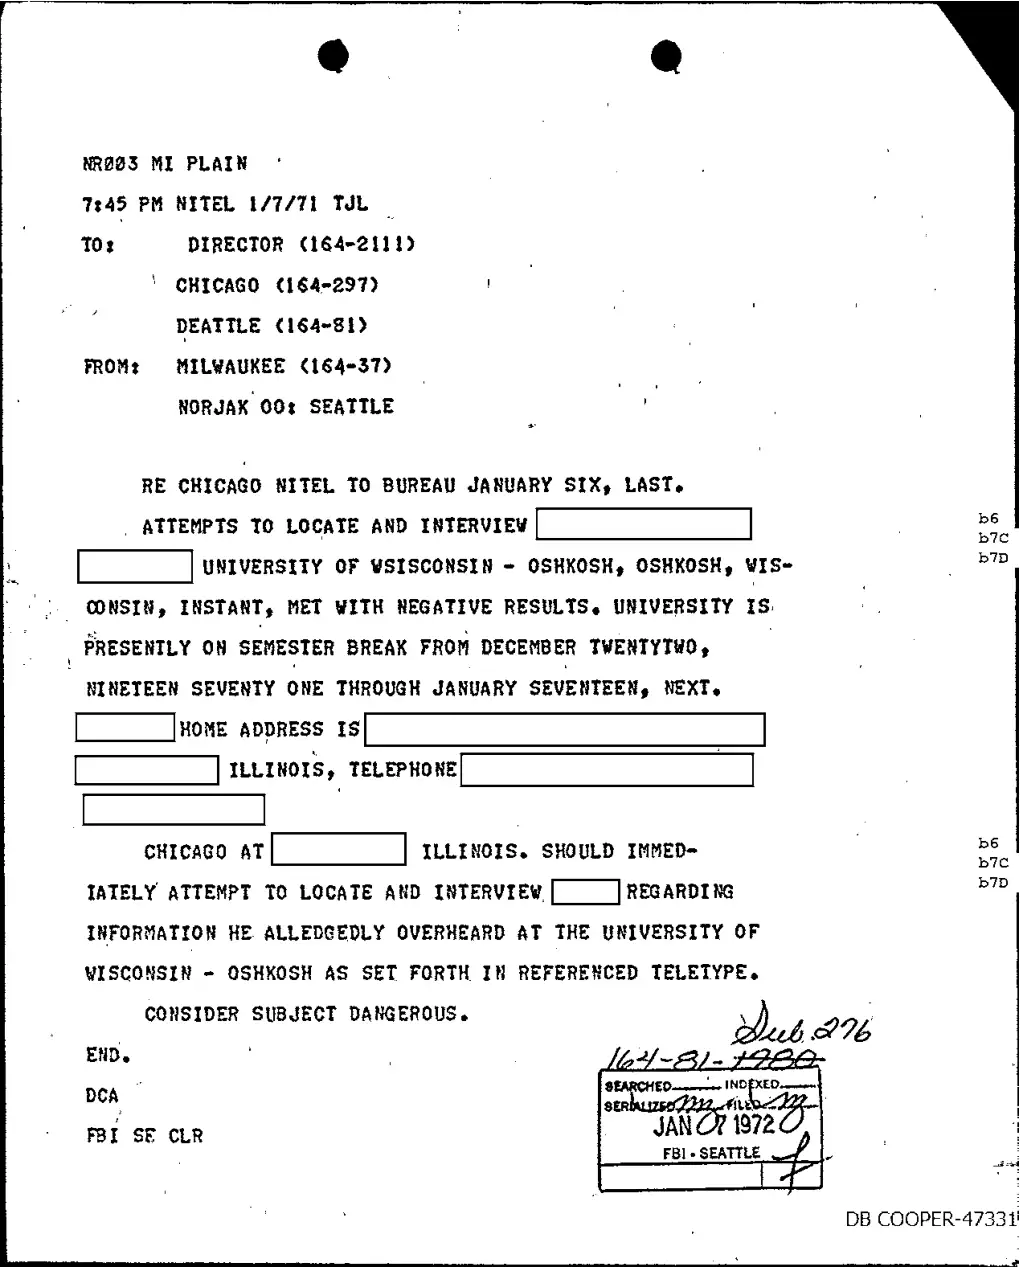 NR003 MI PLAIN
7:45 PM NITEL 1/7/71 TJL
TO: DIRECTOR (164-2111)
CHICAGO (164-297)
DEATTLE (164-81)
FROM: MILWAUKEE (164-37)
NORJAK OO: SEATTLE
RE CHICAGO NITEL TO BUREAU JANUARY SIX, LAST.
ATTEMPTS TO LOCATE AND INTERVIEW
UNIVERSITY OF WSISCONSIN - OSHKOSH, OSHKOSH, WIS-
CONSIN, INSTANT, MET WITH NEGATIVE RESULTS. UNIVERSITY IS
PRESENTLY ON SEMESTER BREAK FROM DECEMBER TWENTYTWO,
NINETEEN SEVENTY ONE THROUGH JANUARY SEVENTEEN, NEXT.
HOME ADDRESS IS
ILLINOIS, TELEPHONE
CHICAGO AT ILLINOIS. SHOULD IMMED-
IATELY ATTEMPT TO LOCATE AND INTERVIEW REGARDING
INFORMATION HE ALLEDGEDLY OVERHEARD AT THE UNIVERSITY OF
WISCONSIN - OSHKOSH AS SET FORTH IN REFERENCED TELETYPE.
CONSIDER SUBJECT DANGEROUS.
END.
DCA
FBI SE CLR
b6
b7C
b7D
b6
b7C
b7D
Sub. 276
164-81-1980
SEARCHED INDEXED
SERIALIZED FILED
JAN 07 1972
FBI - SEATTLE
DB COOPER-47331